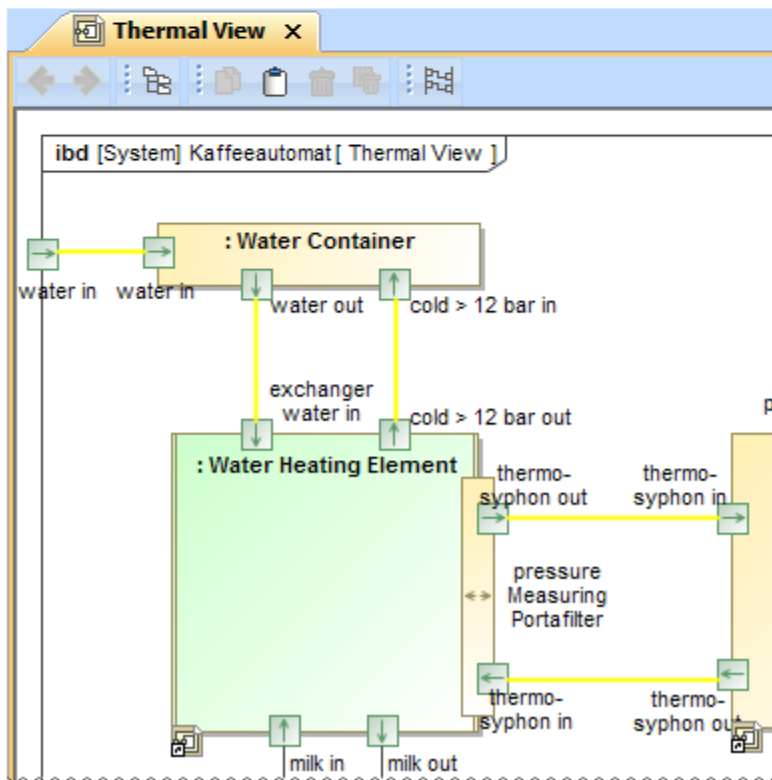 Thermal View
ibd [System] Kaffeeautomat[ Thermal View ]
: Water Container
water in
water in
water out
cold > 12 bar in
exchanger
water in
cold > 12 bar out
p
: Water Heating Element
thermo-
syphon out
thermo-
syphon in
pressure
Measuring
Portafilter
thermo-
syphon in
thermo-
syphon out
milk in
milk out